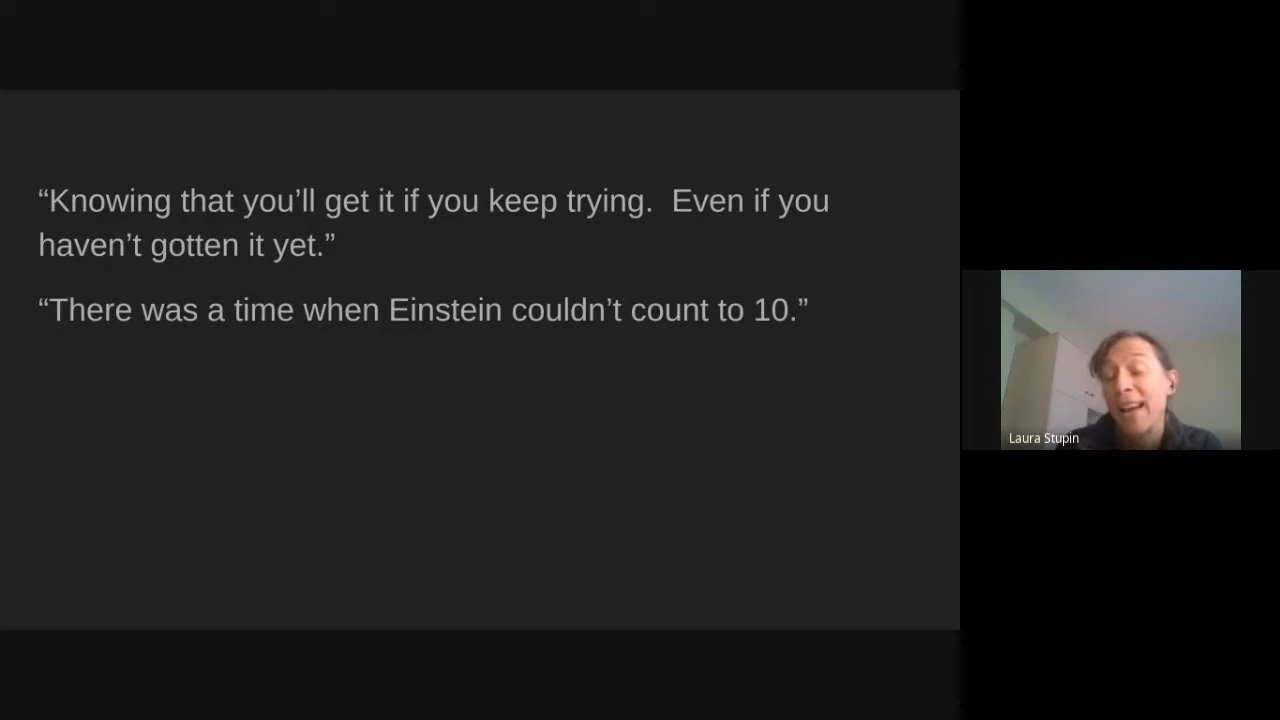 “Knowing that you’ll get it if you keep trying.  Even if you
haven’t gotten it yet.”
“There was a time when Einstein couldn’t count to 10.”
Laura Stupin